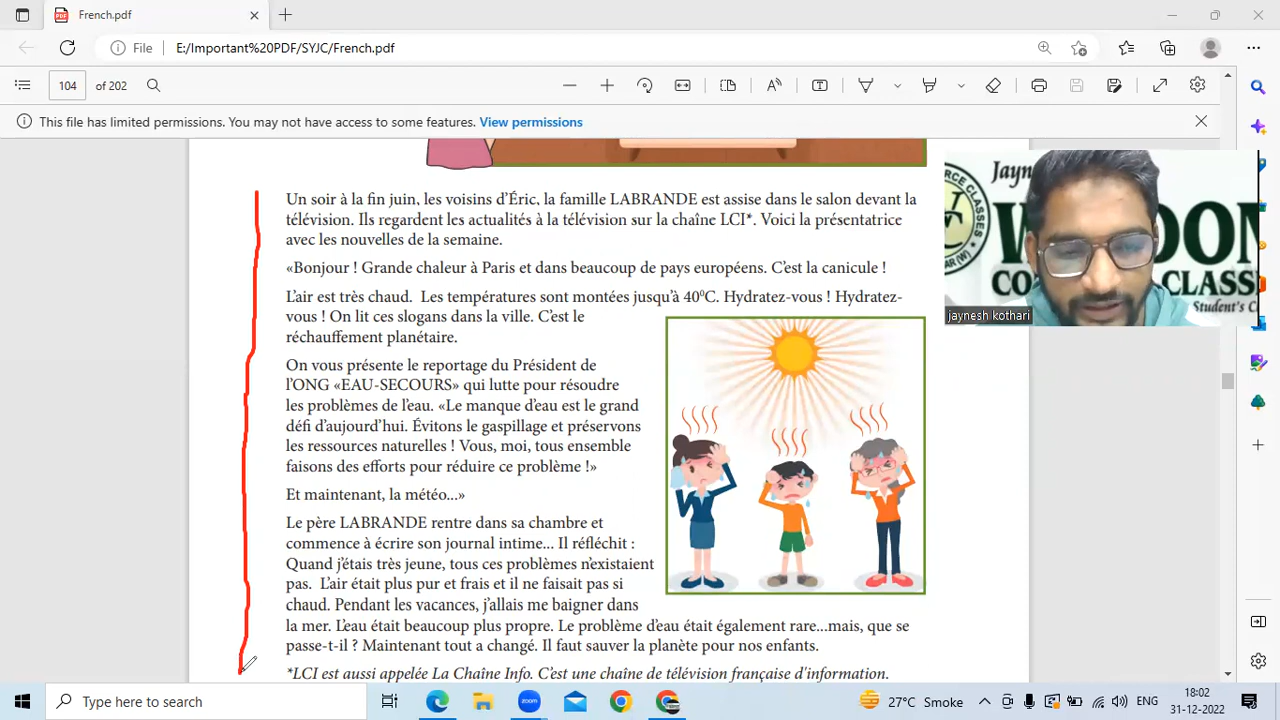 French.pdf
File
E:/Important%20PDF/SYJC/French.pdf
104 of 202
This file has limited permissions. You may not have access to some features. View permissions
Un soir à la fin juin, les voisins d'Éric, la famille LABRANDE est assise dans le salon devant la
télévision. Ils regardent les actualités à la télévision sur la chaîne LCI*. Voici la présentatrice
avec les nouvelles de la semaine.
«Bonjour ! Grande chaleur à Paris et dans beaucoup de pays européens. C'est la canicule !
L'air est très chaud. Les températures sont montées jusqu'à 40⁰C. Hydratez-vous ! Hydratez-
vous ! On lit ces slogans dans la ville. C'est le
réchauffement planétaire.
On vous présente le reportage du Président de
l'ONG «EAU-SECOURS» qui lutte pour résoudre
les problèmes de l'eau. «Le manque d'eau est le grand
défi d'aujourd'hui. Évitons le gaspillage et préservons
les ressources naturelles ! Vous, moi, tous ensemble
faisons des efforts pour réduire ce problème !»
Et maintenant, la météo...»
Le père LABRANDE rentre dans sa chambre et
commence à écrire son journal intime... Il réfléchit :
Quand j'étais très jeune, tous ces problèmes n'existaient
pas. L'air était plus pur et frais et il ne faisait pas si
chaud. Pendant les vacances, j'allais me baigner dans
la mer. L'eau était beaucoup plus propre. Le problème d'eau était également rare...mais, que se
passe-t-il ? Maintenant tout a changé. Il faut sauver la planète pour nos enfants.
*LCI est aussi appelée La Chaîne Info. C'est une chaîne de télévision française d'information.
jaynesh kothari
Student's
Type here to search
zoom
27°C Smoke
ENG
18:02
31-12-2022